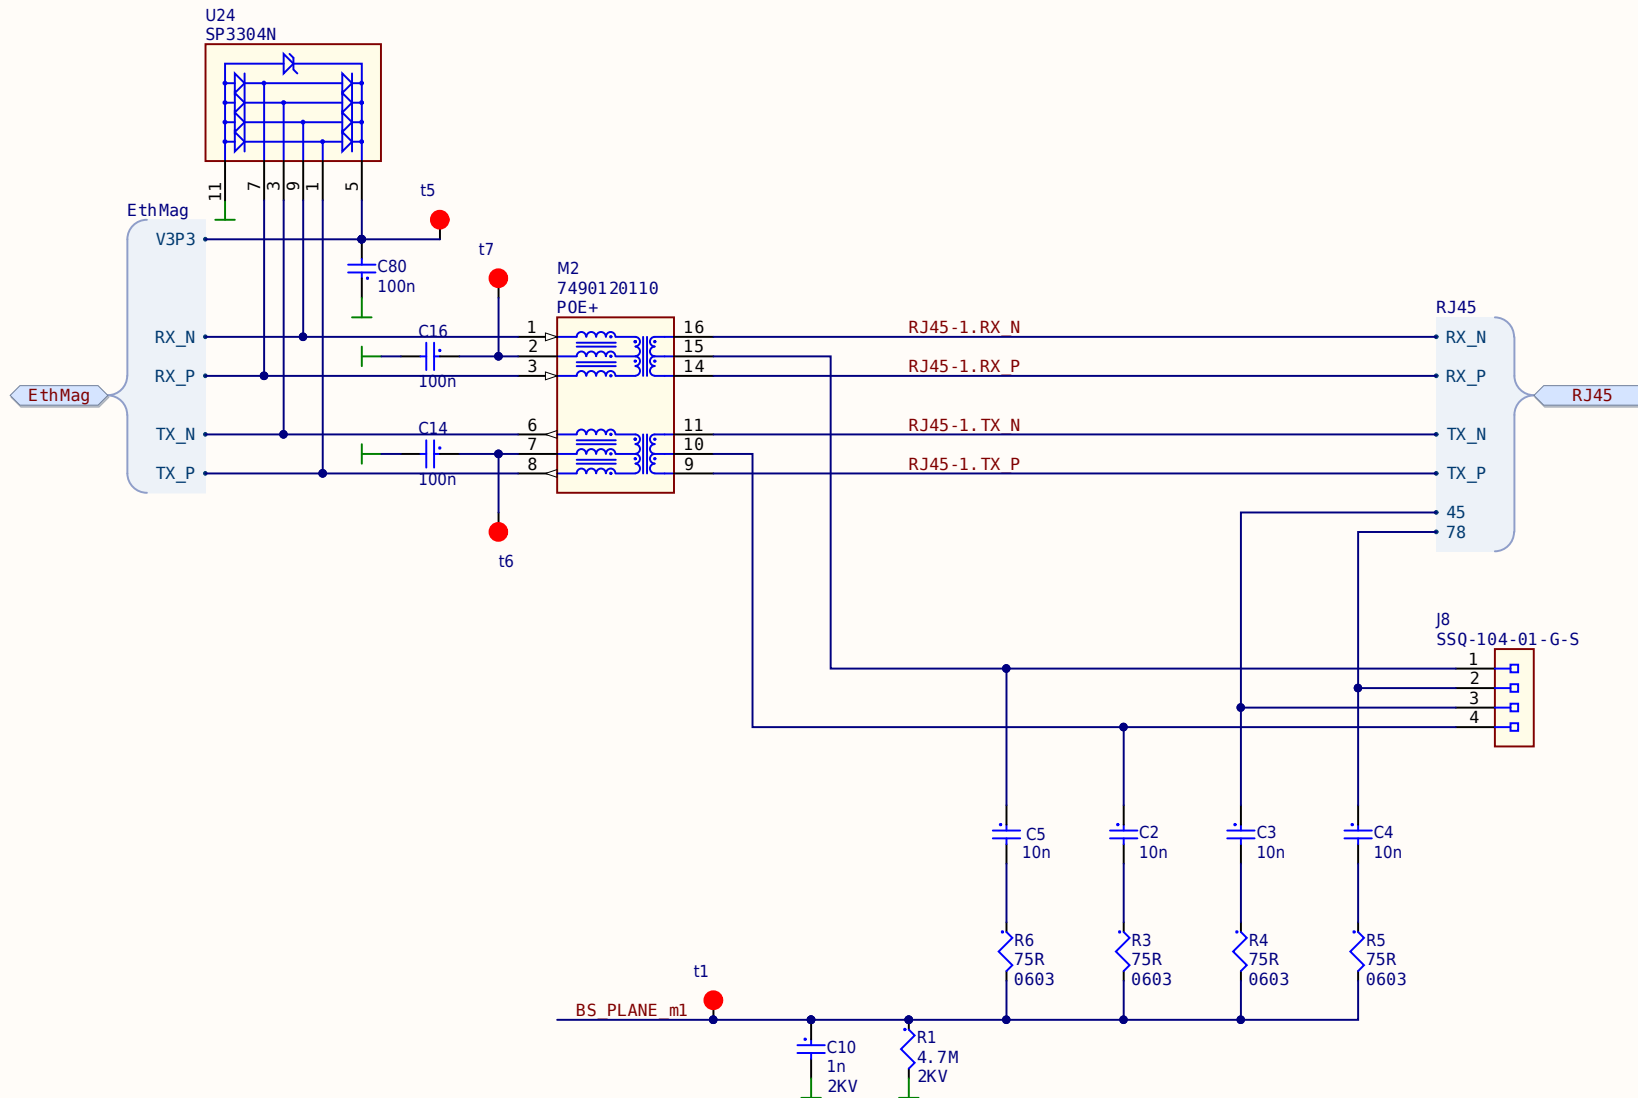 U24
SP3304N
11
7
3
9
1
5
EthMag
V3P3
RX_N
RX_P
TX_N
TX_P
EthMag
t5
C80
100n
t7
C16
100n
C14
100n
t6
M2
7490120110
POE+
1
2
3
6
7
8
16
15
14
11
10
9
RJ45-1.RX_N
RJ45-1.RX_P
RJ45-1.TX_N
RJ45-1.TX_P
RJ45
RX_N
RX_P
TX_N
TX_P
45
78
RJ45
J8
SSQ-104-01-G-S
1
2
3
4
C5
10n
C2
10n
C3
10n
C4
10n
R6
75R
0603
R3
75R
0603
R4
75R
0603
R5
75R
0603
t1
BS_PLANE_m1
C10
1n
2KV
R1
4.7M
2KV